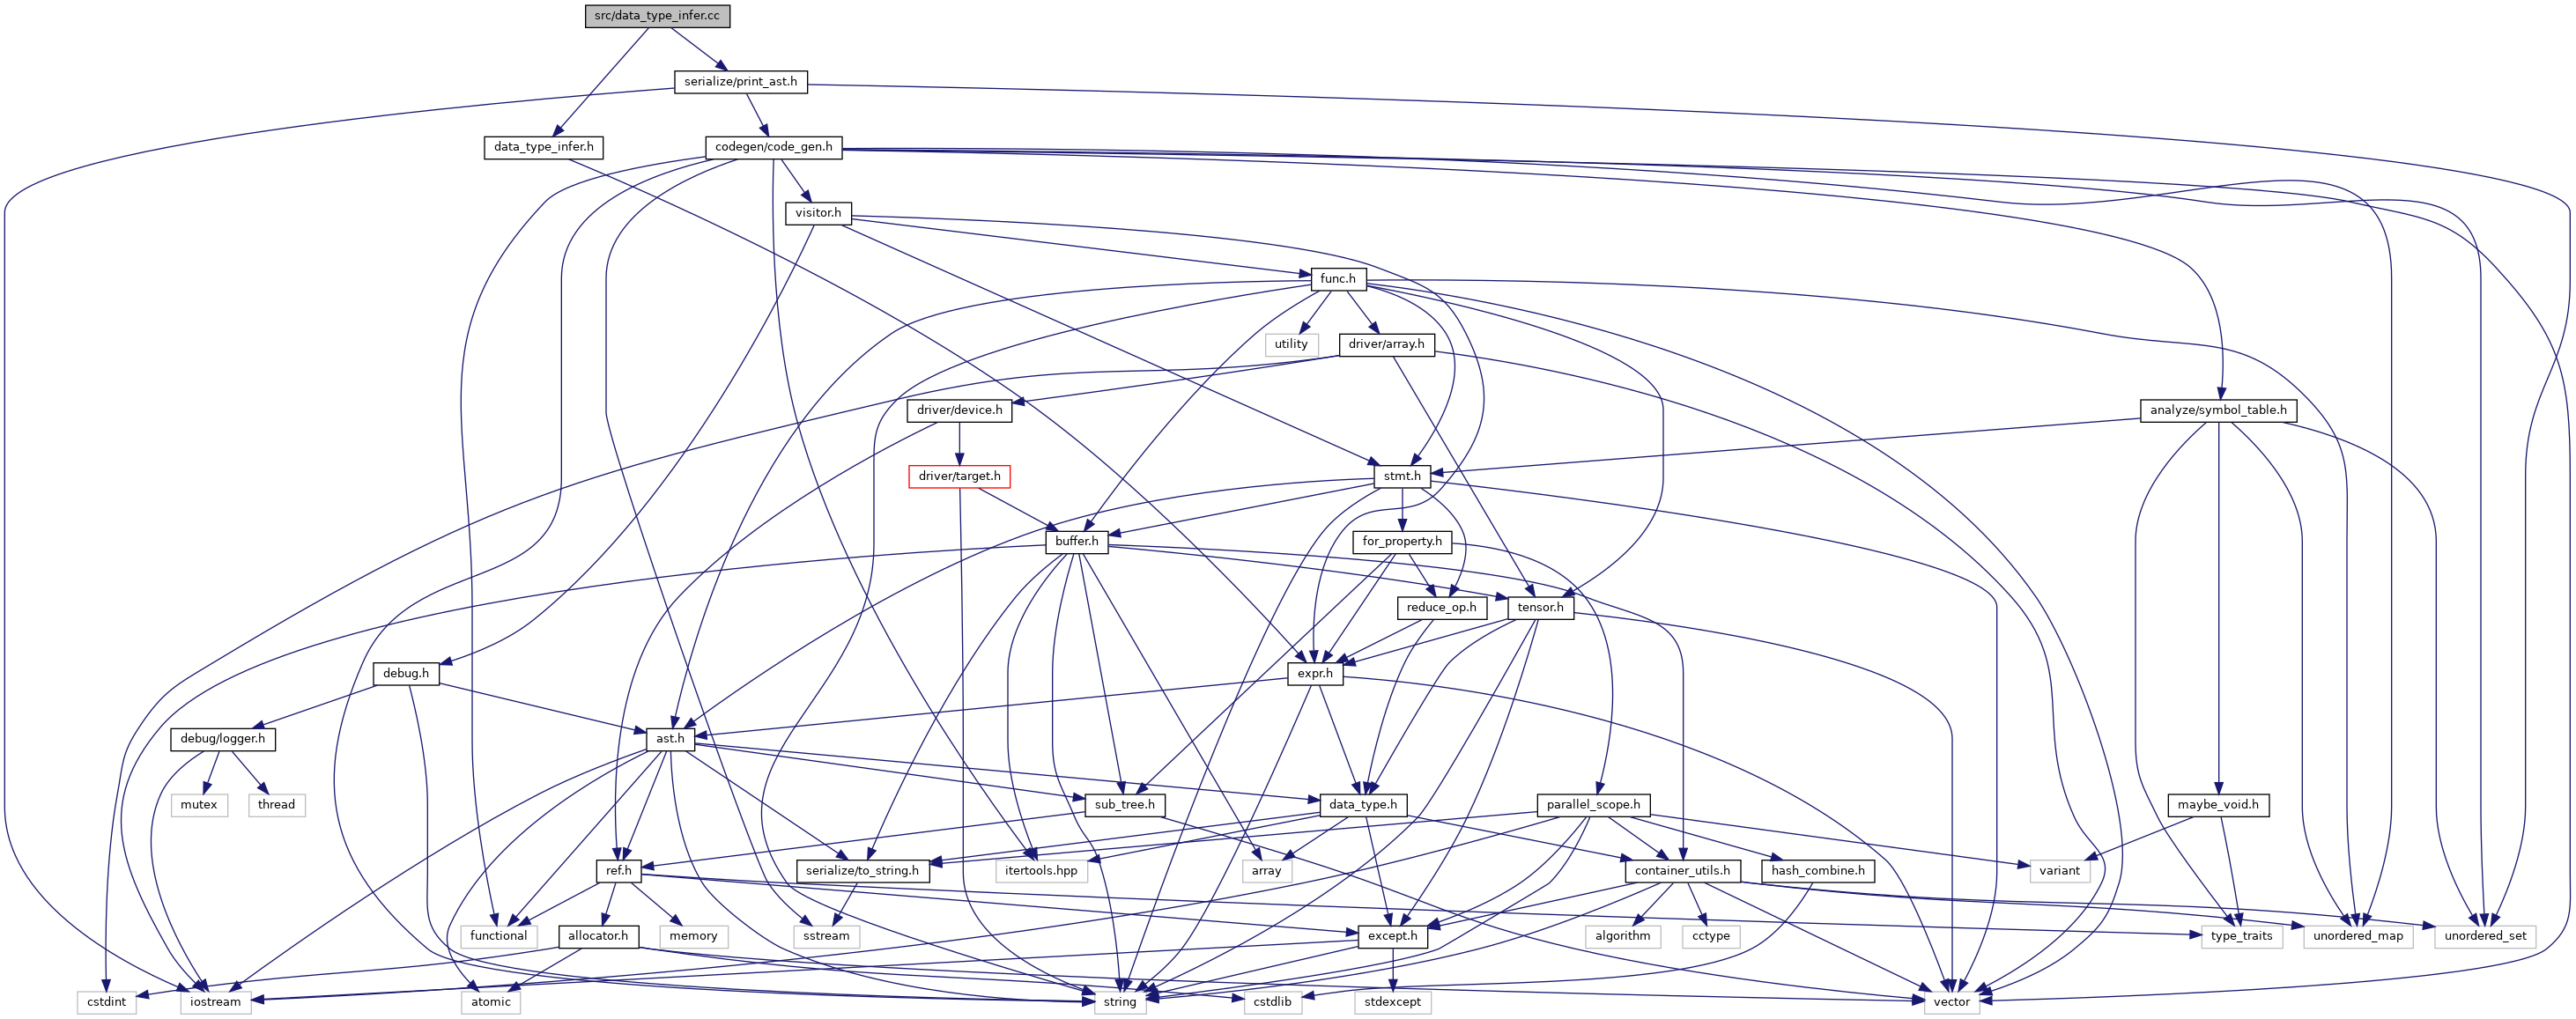 src/data_type_infer.cc
serialize/print_ast.h
data_type_infer.h
codegen/code_gen.h
visitor.h
func.h
utility
driver/array.h
driver/device.h
analyze/symbol_table.h
driver/target.h
stmt.h
buffer.h
for_property.h
reduce_op.h
tensor.h
debug.h
expr.h
debug/logger.h
ast.h
mutex
thread
sub_tree.h
data_type.h
parallel_scope.h
maybe_void.h
ref.h
serialize/to_string.h
itertools.hpp
array
container_utils.h
hash_combine.h
variant
functional
allocator.h
memory
sstream
except.h
algorithm
cctype
type_traits
unordered_map
unordered_set
cstdint
iostream
atomic
string
cstdlib
stdexcept
vector